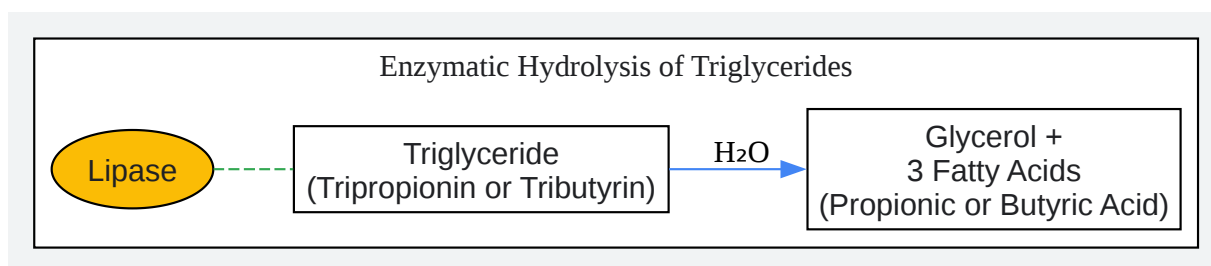 Enzymatic Hydrolysis of Triglycerides
Lipase
Triglyceride
(Tripropionin or Tributyrin)
H₂O
Glycerol +
3 Fatty Acids
(Propionic or Butyric Acid)